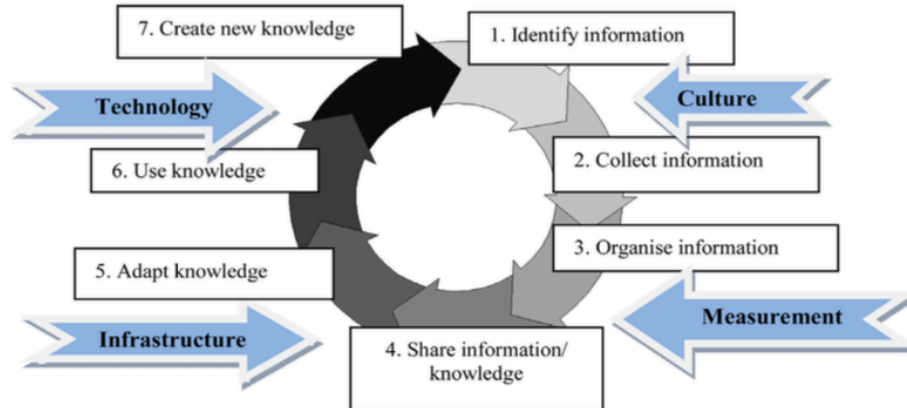 7. Create new knowledge
1. Identify information
Technology
Culture
6. Use knowledge
2. Collect information
3. Organise information
5. Adapt knowledge
Measurement
Infrastructure
4. Share information/
knowledge